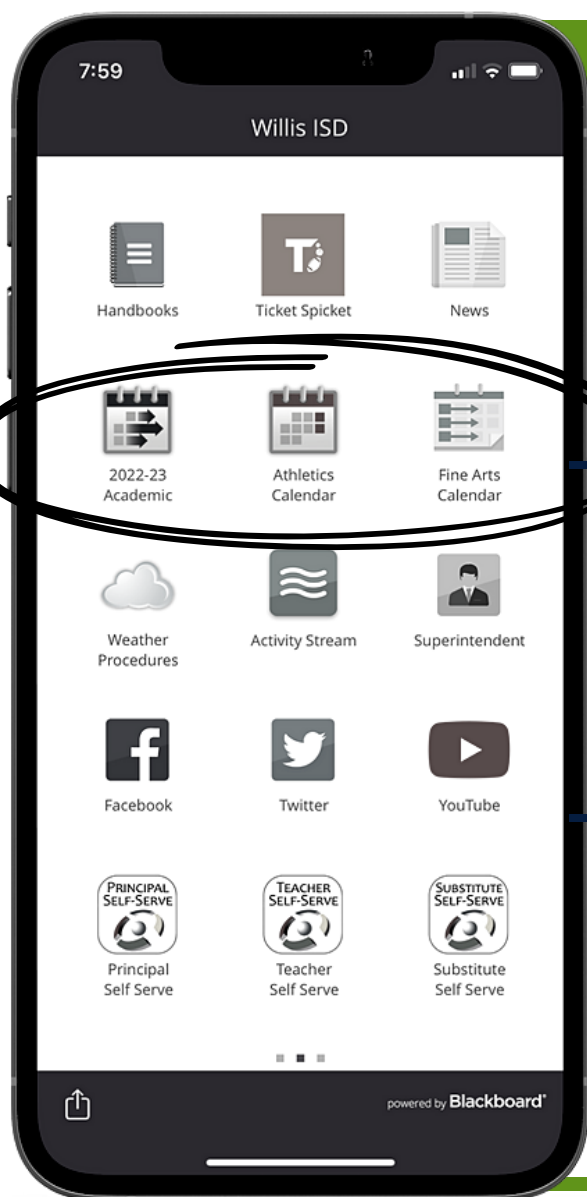 7:59
Willis ISD
T
Handbooks
Ticket Spicket
News
2022-23
Academic
Athletics
Calendar
Fine Arts
Calendar
Weather
Procedures
Activity Stream
Superintendent
f
Facebook
Twitter
YouTube
PRINCIPAL
SELF-SERVE
TEACHER
SELF-SERVE
SUBSTITUTE
SELF-SERVE
Principal
Self Serve
Teacher
Self Serve
Substitute
Self Serve
powered by Blackboard®